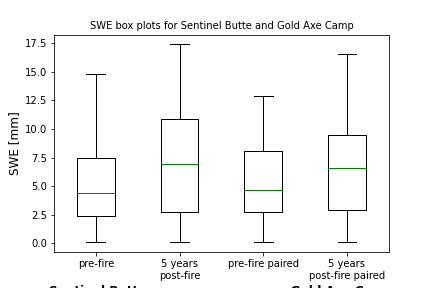 SWE box plots for Sentinel Butte and Gold Axe Camp
17.5
15.0
12.5
10.0
7.5
5.0
2.5
0.0
SWE [mm]
pre-fire
5 years
post-fire
pre-fire paired
5 years
post-fire paired